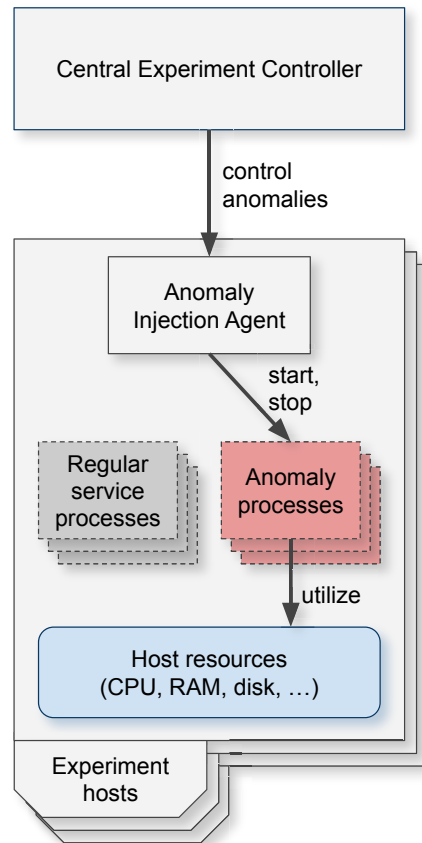 Central Experiment Controller
control
anomalies
Anomaly
Injection Agent
start,
stop
Regular
service
processes
Anomaly
processes
utilize
Host resources
(CPU, RAM, disk, …)
Experiment
hosts